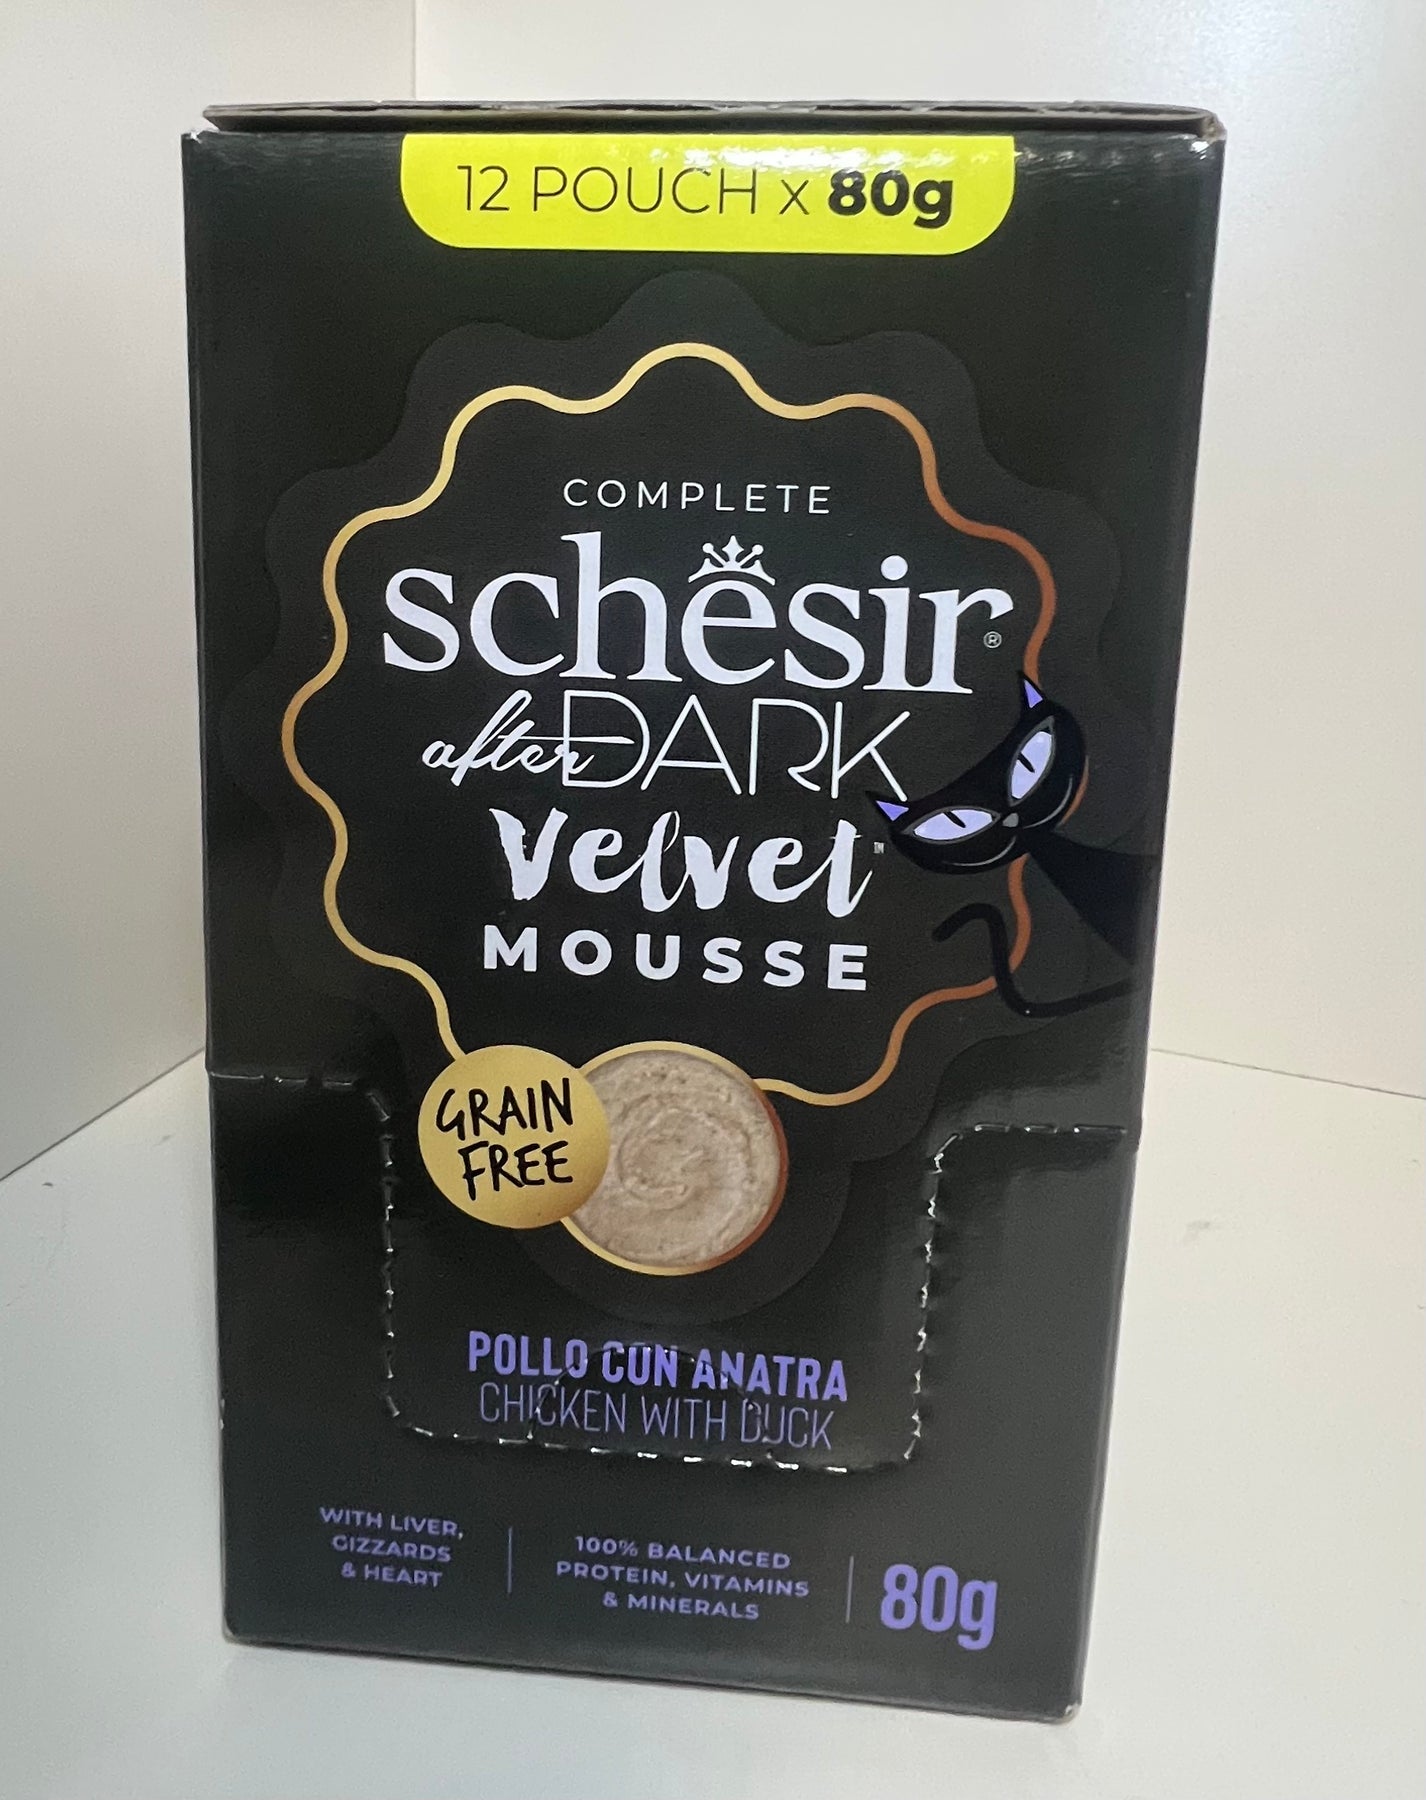 12 POUCH x 80g
COMPLETE
schesir®
after DARK
Velvet™
MOUSSE
GRAIN
FREE
POLLO CON ANATRA
CHICKEN WITH DUCK
WITH LIVER,
GIZZARDS
& HEART
100% BALANCED
PROTEIN, VITAMINS
& MINERALS
80g